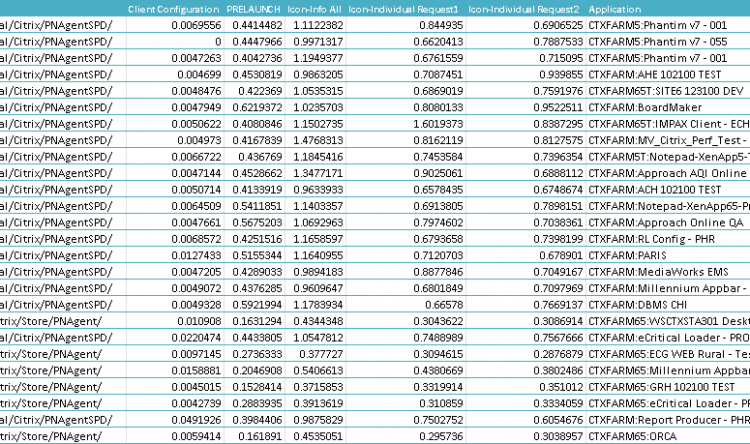 Client Configuration PRELAUNCH Icon-Info All Icon-Individual Request1 Icon-Individual Request2 Application
al/Citrix/PNAgentSPD/ 0.0069556 0.4414482 1.1122382 0.844935 0.6906525 CTXFARM5:Phantim v7 - 001
al/Citrix/PNAgentSPD/ 0 0.4447966 0.9971317 0.6620413 0.7887533 CTXFARM5:Phantim v7 - 055
al/Citrix/PNAgentSPD/ 0.0047263 0.4042736 1.1949377 0.6761559 0.715095 CTXFARM5:Phantim v7 - 001
al/Citrix/PNAgentSPD/ 0.004699 0.4530819 0.9863205 0.7087451 0.939855 CTXFARM:AHE 102100 TEST
al/Citrix/PNAgentSPD/ 0.0048476 0.422369 1.0535315 0.6869019 0.7591976 CTXFARM65T:SITE6 123100 DEV
al/Citrix/PNAgentSPD/ 0.0047949 0.6219372 1.0235703 0.8080133 0.9522511 CTXFARM:BoardMaker
al/Citrix/PNAgentSPD/ 0.0050622 0.4080846 1.1502735 1.6019373 0.8387295 CTXFARM65T:IMPAX Client - ECH
al/Citrix/PNAgentSPD/ 0.004973 0.4167839 1.4768313 0.8162119 0.8127575 CTXFARM:MV_Citrix_Perf_Test -
al/Citrix/PNAgentSPD/ 0.0066722 0.436769 1.1845416 0.7453584 0.7396354 CTXFARM5T:Notepad-XenApp5-T
al/Citrix/PNAgentSPD/ 0.0047144 0.4528662 1.3477171 0.9025061 0.6888112 CTXFARM:Approach AQI Online
al/Citrix/PNAgentSPD/ 0.0050714 0.4133919 0.9633933 0.6578435 0.6748674 CTXFARM:ACH 102100 TEST
al/Citrix/PNAgentSPD/ 0.0064509 0.5411851 1.1403357 0.6913805 0.7898151 CTXFARM:Notepad-XenApp65-Pr
al/Citrix/PNAgentSPD/ 0.0047661 0.5675203 1.0692963 0.7974602 0.7038361 CTXFARM:Approach Online QA
al/Citrix/PNAgentSPD/ 0.0068572 0.4251516 1.1658597 0.6793658 0.7398199 CTXFARM:RL Config - PHR
al/Citrix/PNAgentSPD/ 0.0127433 0.5155344 1.1640955 0.7120703 0.678901 CTXFARM:PARIS
al/Citrix/PNAgentSPD/ 0.0047205 0.4289033 0.9894183 0.8877846 0.7049167 CTXFARM:MediaWorks EMS
al/Citrix/PNAgentSPD/ 0.0049072 0.4376285 0.9609647 0.6801849 0.7097969 CTXFARM:Millennium Appbar -
al/Citrix/PNAgentSPD/ 0.0049328 0.5921994 1.1783934 0.66578 0.7669137 CTXFARM:DBMS CHI
trix/Store/PNAgent/ 0.010908 0.1631294 0.4344348 0.3043622 0.3086914 CTXFARM65:WSCTXSTA301 Deskt
al/Citrix/PNAgentSPD/ 0.0220474 0.4433805 1.0547812 0.7488989 0.7567666 CTXFARM:eCritical Loader - PRO
trix/Store/PNAgent/ 0.0097145 0.2736333 0.377727 0.3094615 0.2876879 CTXFARM65:ECG WEB Rural - Tes
trix/Store/PNAgent/ 0.0158881 0.2046908 0.5406638 0.4380869 0.3802486 CTXFARM65:Millennium Appbar
trix/Store/PNAgent/ 0.0045015 0.1528414 0.3715853 0.3319914 0.351012 CTXFARM65:GRH 102100 TEST
trix/Store/PNAgent/ 0.0042739 0.2883935 0.3913619 0.310859 0.3334059 CTXFARM65:eCritical Loader - PR
al/Citrix/PNAgentSPD/ 0.0491926 0.3984406 0.9875829 0.7502752 0.6054676 CTXFARM:Report Producer - PHR
trix/Store/PNAgent/ 0.0059414 0.161891 0.4535051 0.295736 0.3038957 CTXFARM65:ORCA